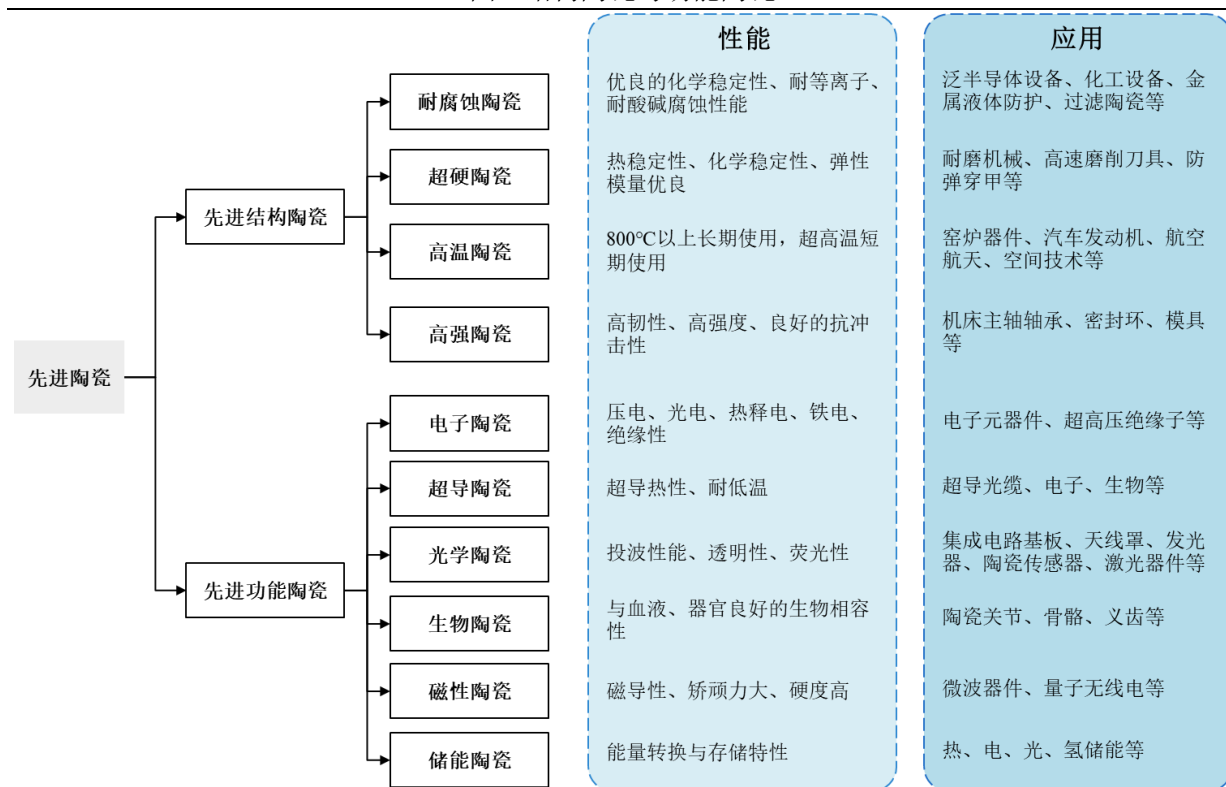 性能
应用
耐腐蚀陶瓷
优良的化学稳定性、耐等离子、
耐酸碱腐蚀性能
泛半导体设备、化工设备、金
属液体防护、过滤陶瓷等
超硬陶瓷
热稳定性、化学稳定性、弹性
模量优良
耐磨机械、高速磨削刀具、防
弹穿甲等
先进结构陶瓷
高温陶瓷
800℃以上长期使用，超高温短
期使用
窑炉器件、汽车发动机、航空
航天、空间技术等
高强陶瓷
高韧性、高强度、良好的抗冲
击性
机床主轴轴承、密封环、模具
等
先进陶瓷
电子陶瓷
压电、光电、热释电、铁电、
绝缘性
电子元器件、超高压绝缘子等
超导陶瓷
超导热性、耐低温
超导光缆、电子、生物等
光学陶瓷
投波性能、透明性、荧光性
集成电路基板、天线罩、发光
器、陶瓷传感器、激光器件等
先进功能陶瓷
生物陶瓷
与血液、器官良好的生物相容
性
陶瓷关节、骨骼、义齿等
磁性陶瓷
磁导性、矫顽力大、硬度高
微波器件、量子无线电等
储能陶瓷
能量转换与存储特性
热、电、光、氢储能等